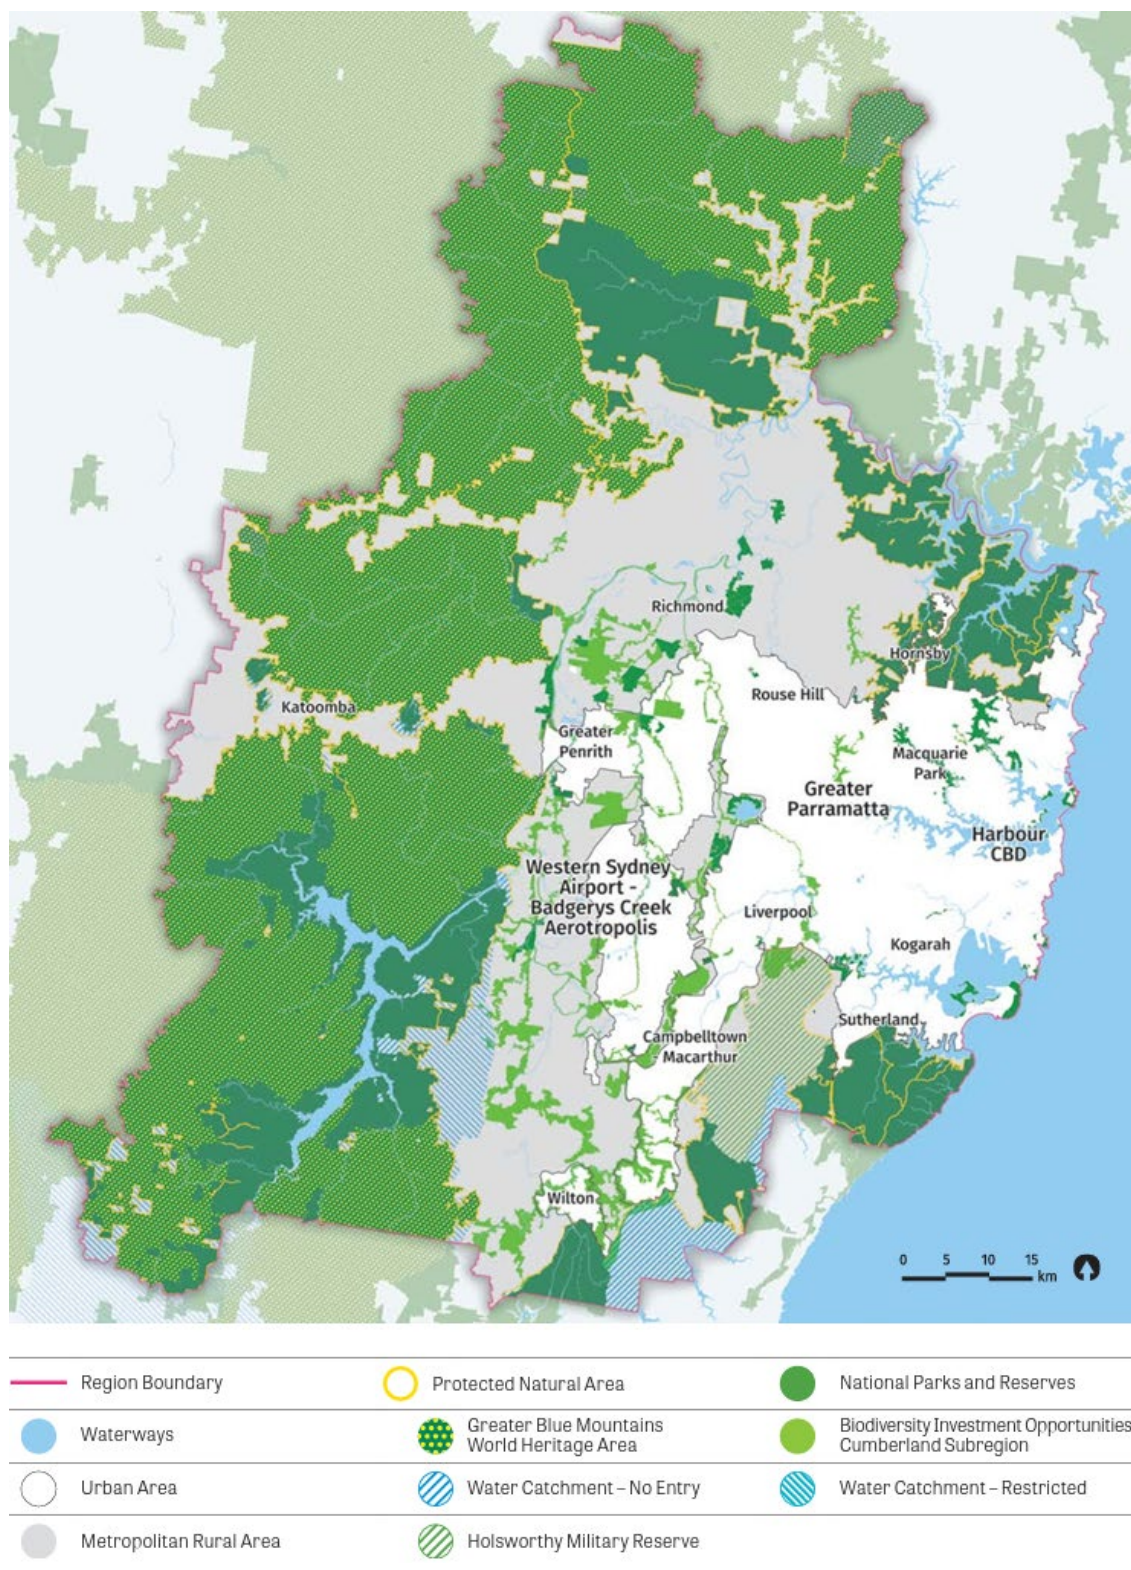 Richmond
Hornsby
Rouse Hill
Katoomba
Greater
Penrith
Macquarie
Park
Greater
Parramatta
Harbour
CBD
Western Sydney
Airport -
Badgerys Creek
Aerotropolis
Liverpool
Kogarah
Sutherland
Campbelltown
- Macarthur
Wilton
0 5 10 15
km
Region Boundary
Protected Natural Area
National Parks and Reserves
Waterways
Greater Blue Mountains
World Heritage Area
Biodiversity Investment Opportunities
Cumberland Subregion
Urban Area
Water Catchment – No Entry
Water Catchment – Restricted
Metropolitan Rural Area
Holsworthy Military Reserve